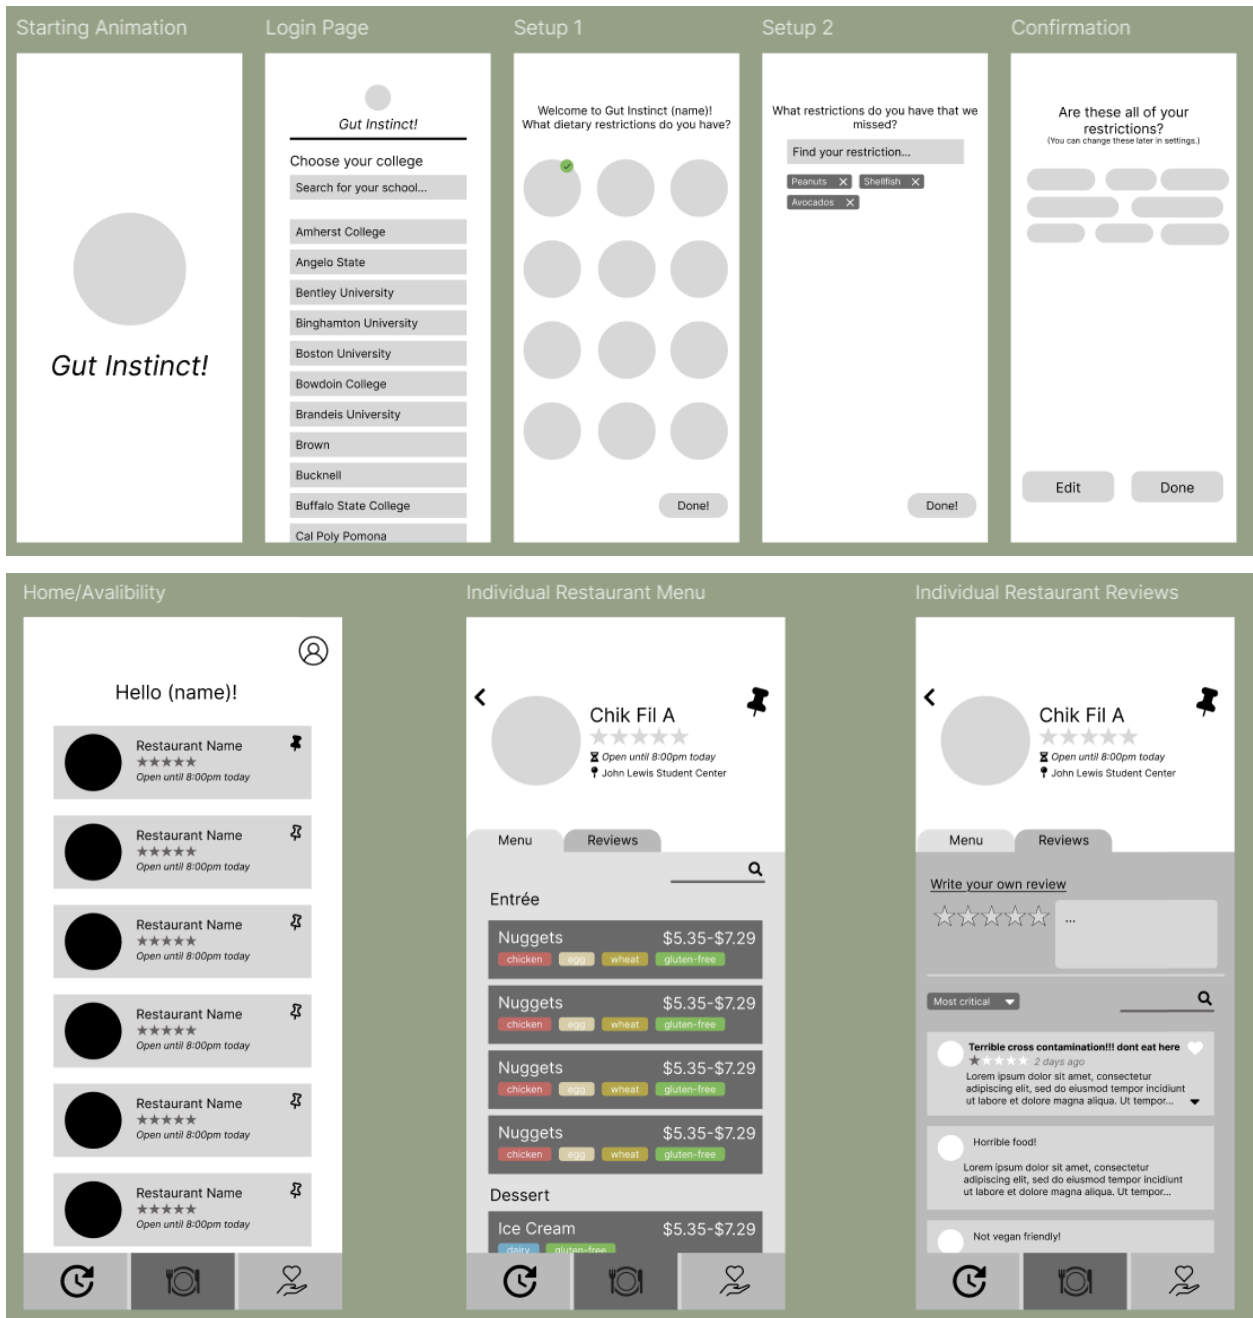 Starting Animation
Gut Instinct!
Login Page
Gut Instinct!
Choose your college
Search for your school...
Amherst College
Angelo State
Bentley University
Binghamton University
Boston University
Bowdoin College
Brandeis University
Brown
Bucknell
Buffalo State College
Cal Poly Pomona
Setup 1
Welcome to Gut Instinct (name)!
What dietary restrictions do you have?
Done!
Setup 2
What restrictions do you have that we
missed?
Find your restriction...
Peanuts X Shellfish X
Avocados X
Done!
Confirmation
Are these all of your
restrictions?
(You can change these later in settings.)
Edit Done
Home/Avalibility
Hello (name)!
Restaurant Name
Open until 8:00pm today
Restaurant Name
Open until 8:00pm today
Restaurant Name
Open until 8:00pm today
Restaurant Name
Open until 8:00pm today
Restaurant Name
Open until 8:00pm today
Restaurant Name
Open until 8:00pm today
Individual Restaurant Menu
Chik Fil A
Open until 8:00pm today
John Lewis Student Center
Menu Reviews
Entrée
Nuggets $5.35-$7.29
chicken egg wheat gluten-free
Nuggets $5.35-$7.29
chicken egg wheat gluten-free
Nuggets $5.35-$7.29
chicken egg wheat gluten-free
Nuggets $5.35-$7.29
chicken egg wheat gluten-free
Dessert
Ice Cream $5.35-$7.29
dairy gluten-free
Individual Restaurant Reviews
Chik Fil A
Open until 8:00pm today
John Lewis Student Center
Menu Reviews
Write your own review
...
Most critical
Terrible cross contamination!!! dont eat here
2 days ago
Lorem ipsum dolor sit amet, consectetur
adipiscing elit, sed do eiusmod tempor incidiunt
ut labore et dolore magna aliqua. Ut tempor...
Horrible food!
Lorem ipsum dolor sit amet, consectetur
adipiscing elit, sed do eiusmod tempor incidiunt
ut labore et dolore magna aliqua. Ut tempor...
Not vegan friendly!